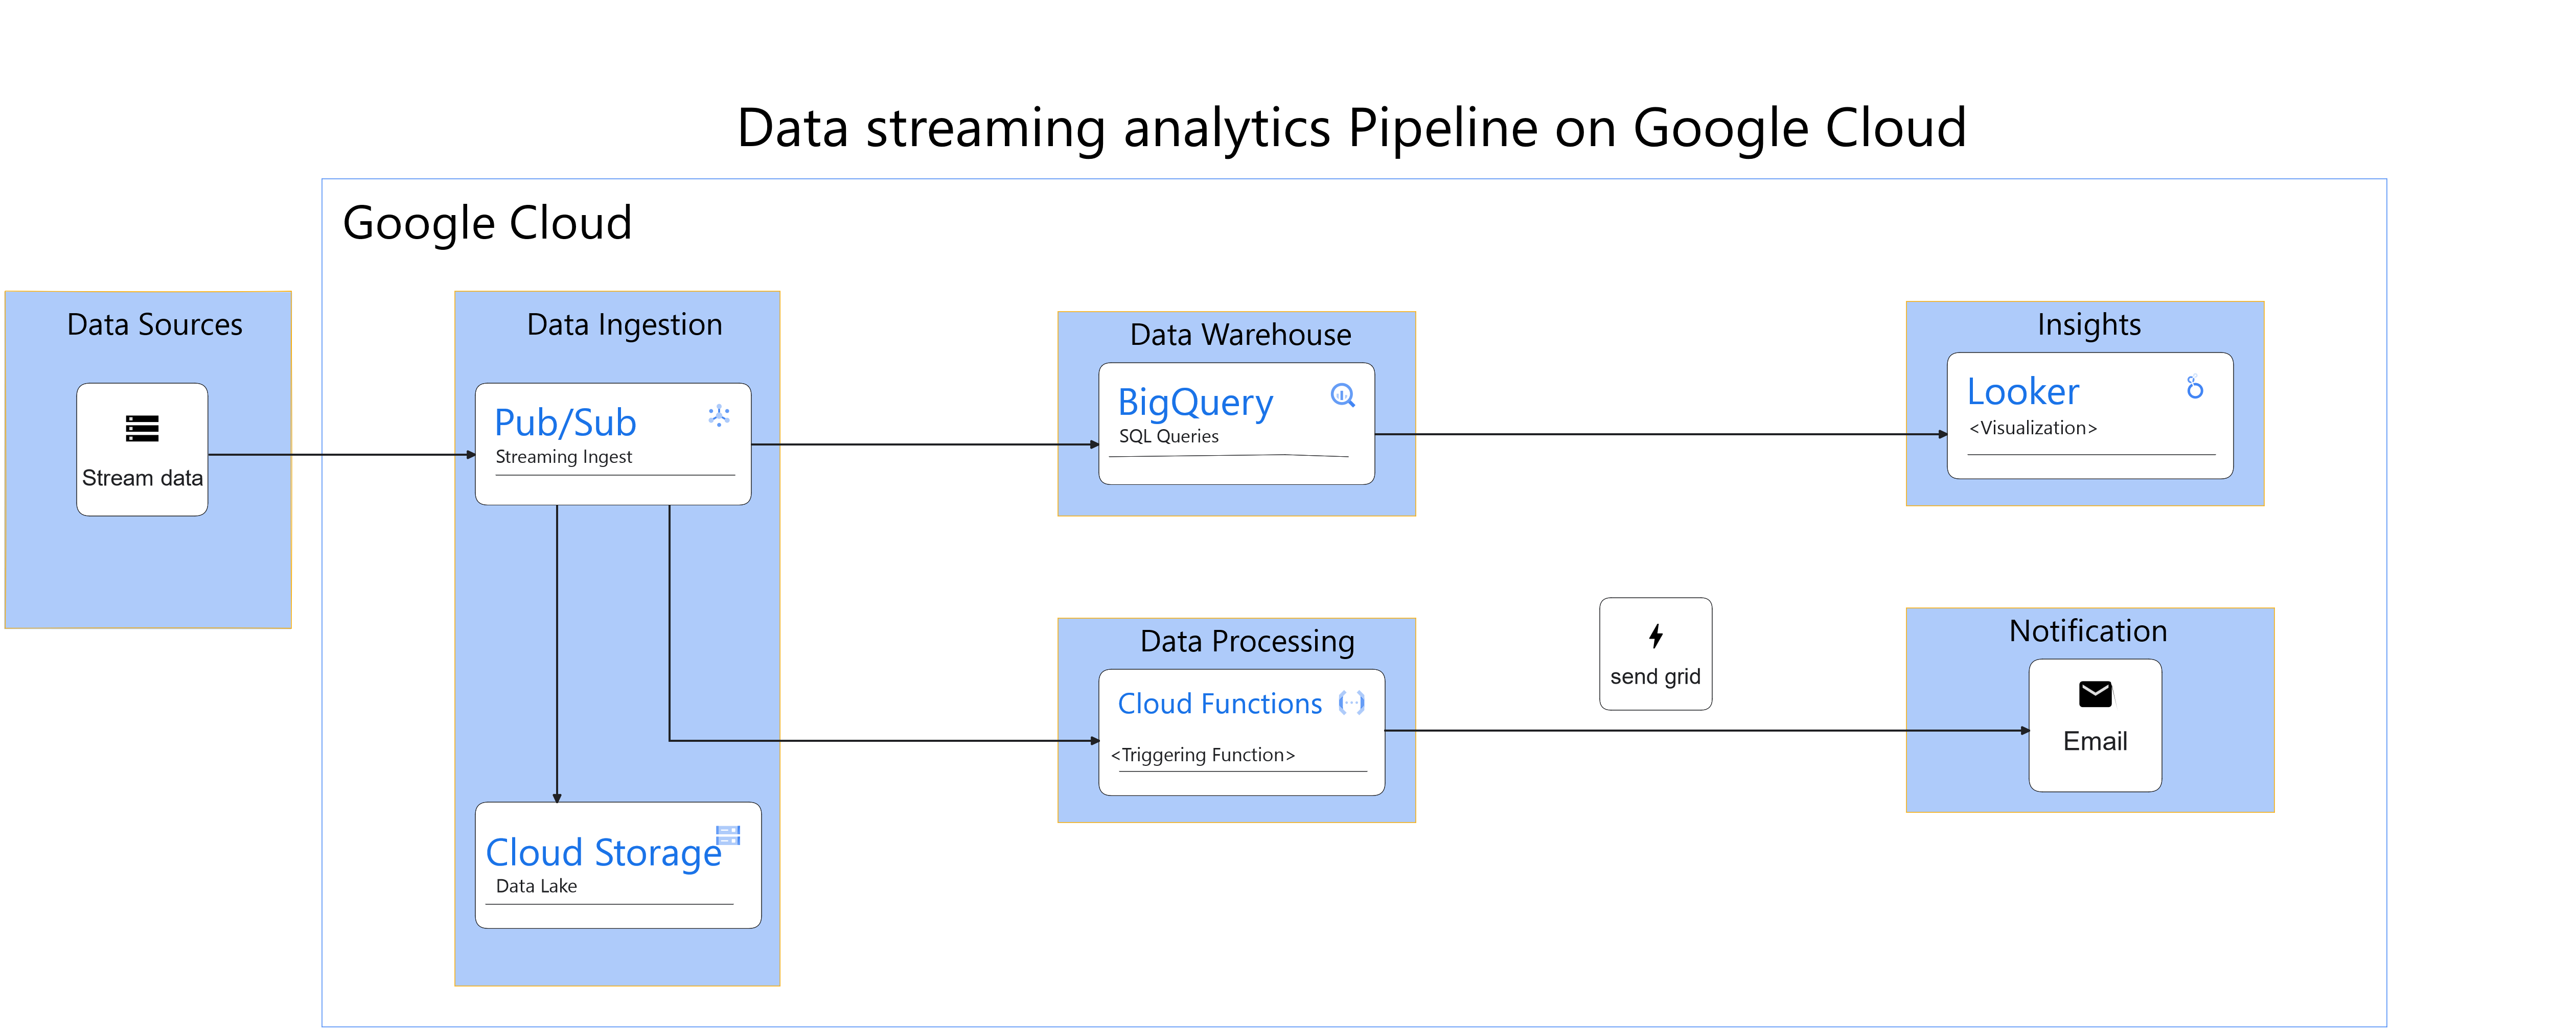 Data streaming analytics Pipeline on Google Cloud
Google Cloud
Data Sources
Stream data
Data Ingestion
Pub/Sub
Streaming Ingest
Cloud Storage
Data Lake
Data Warehouse
BigQuery
SQL Queries
Data Processing
Cloud Functions
<Triggering Function>
send grid
Insights
Looker
<Visualization>
Notification
Email